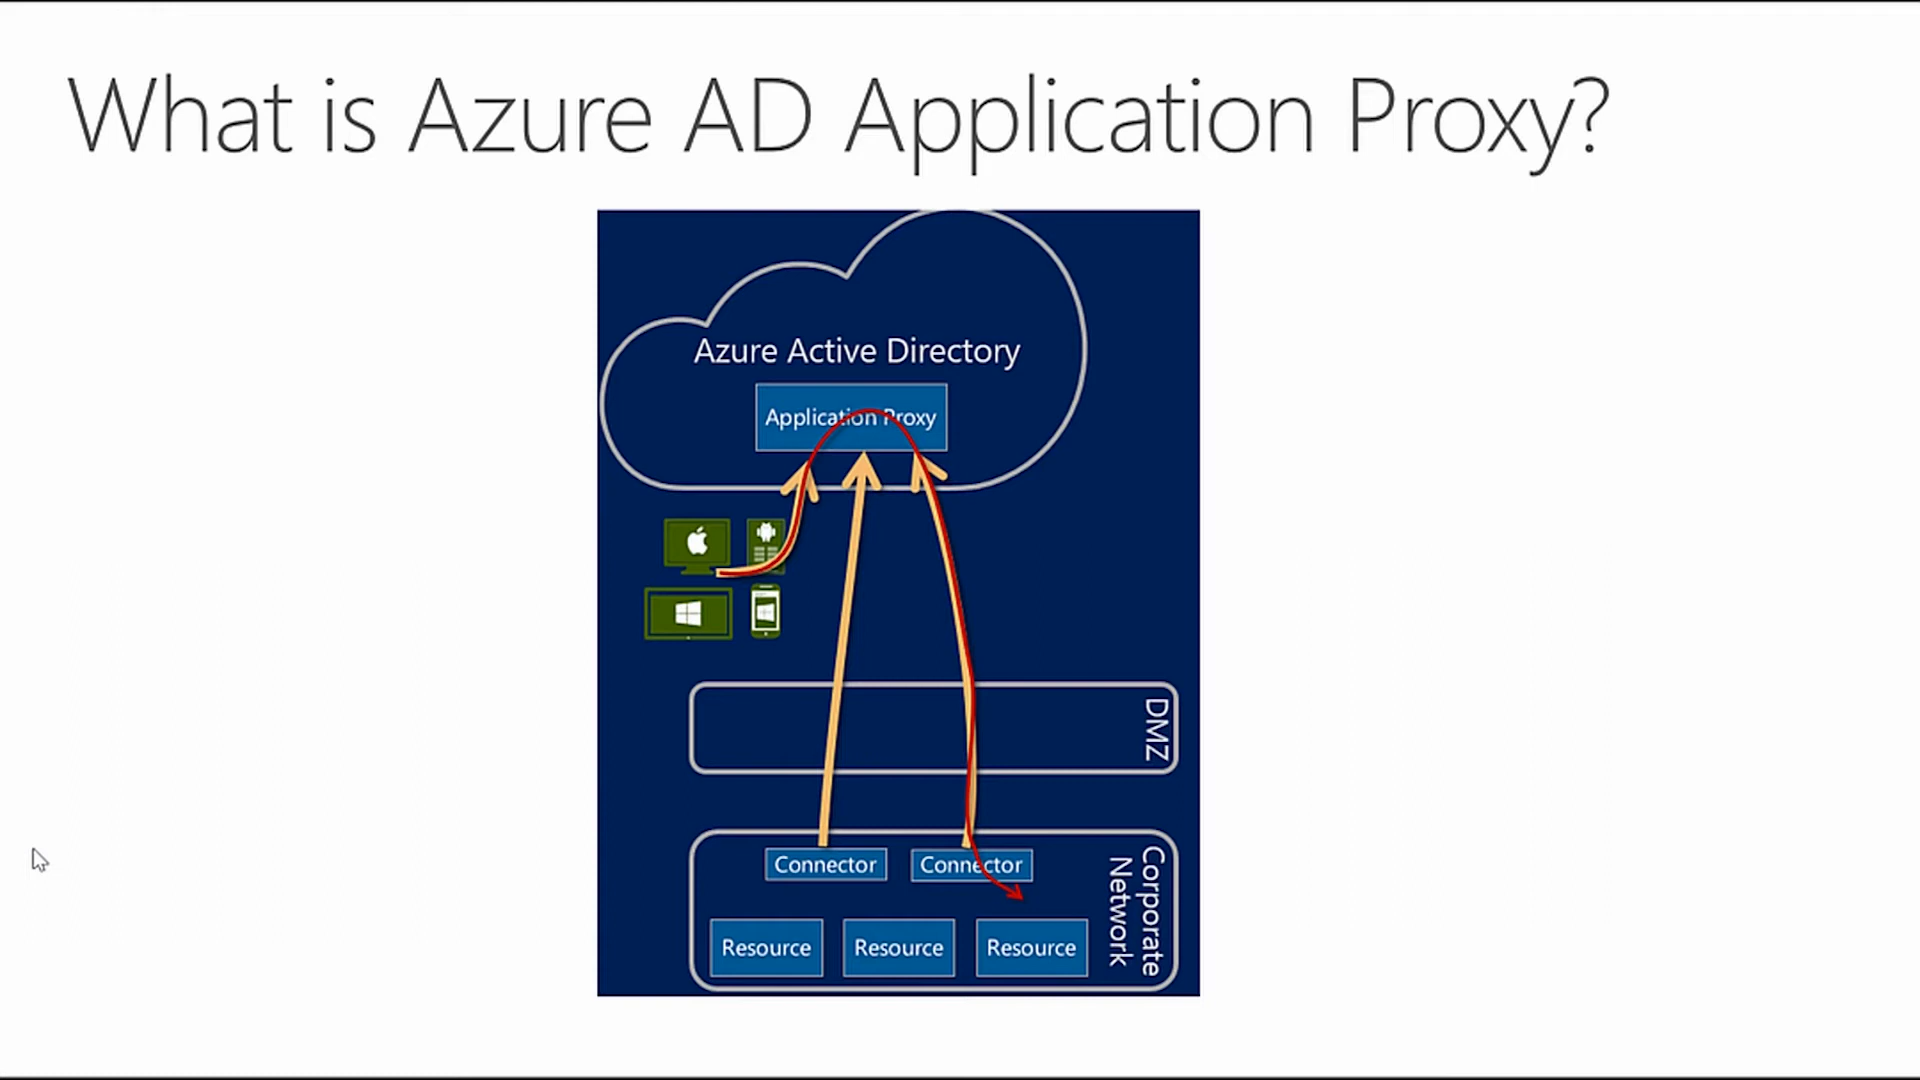 What is Azure AD Application Proxy?
Azure Active Directory
Application Proxy
DMZ
Connector
Connector
Corporate
Network
Resource
Resource
Resource